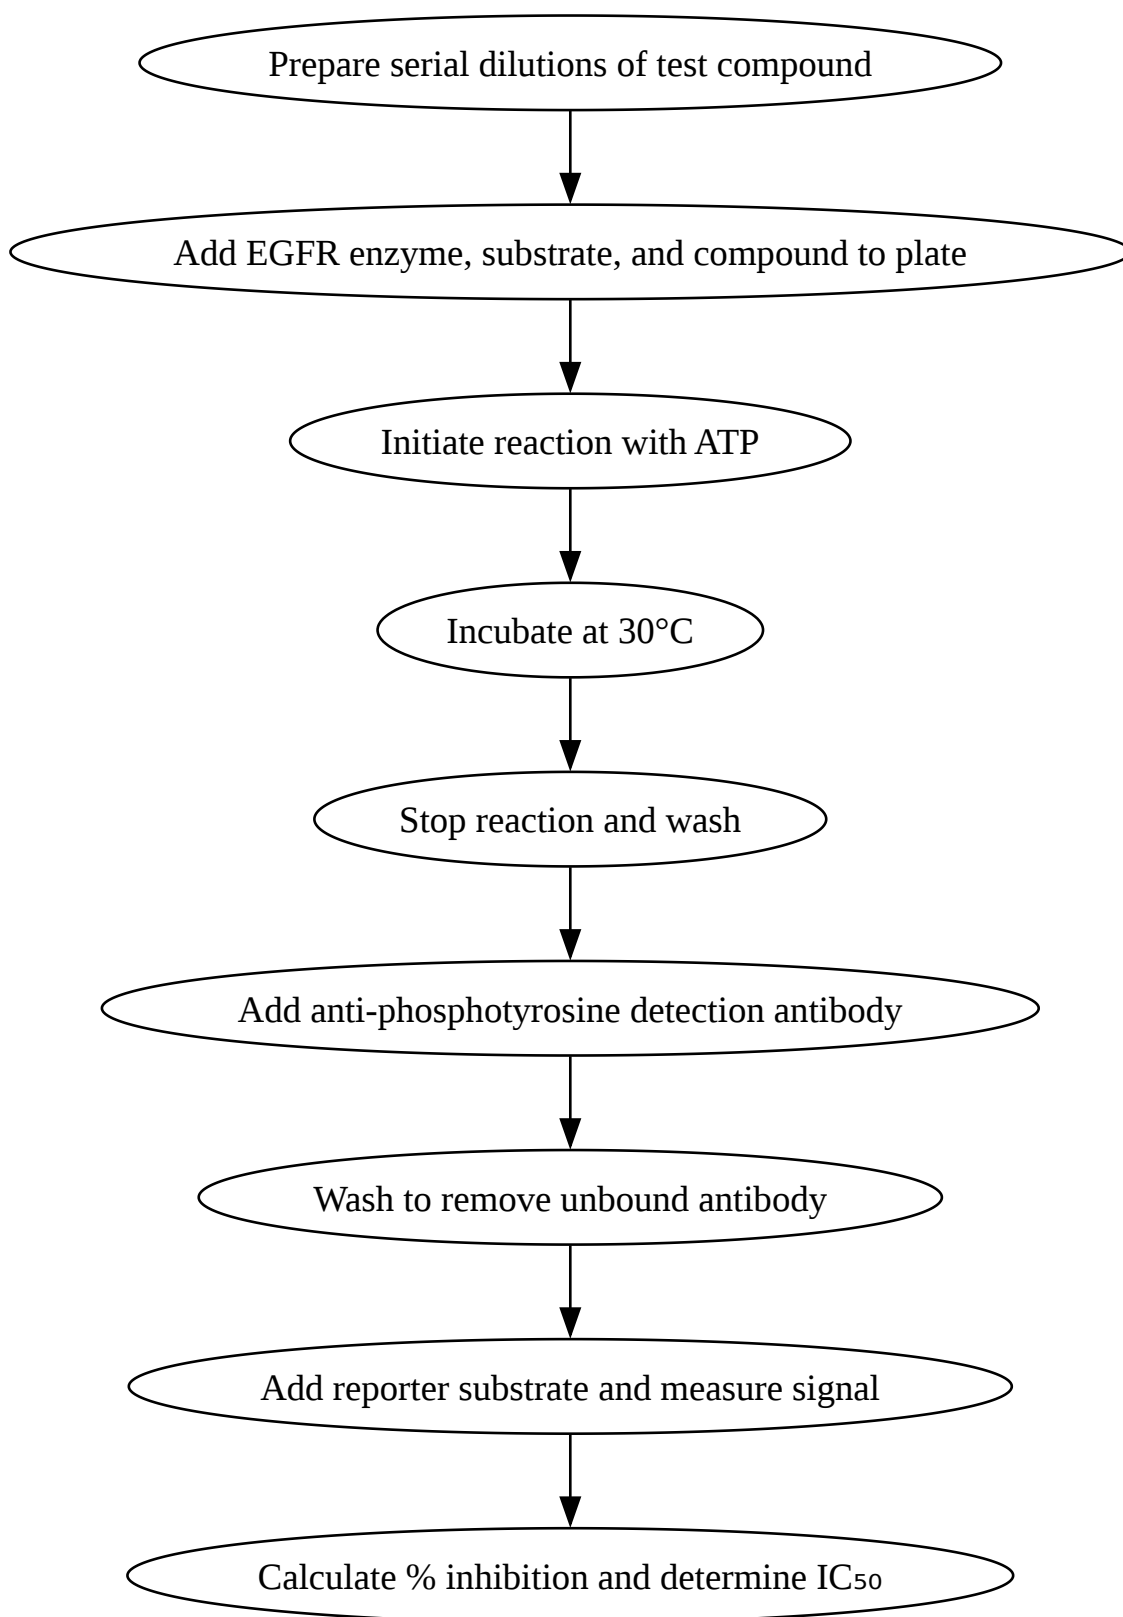 Prepare serial dilutions of test compound
Add EGFR enzyme, substrate, and compound to plate
Initiate reaction with ATP
Incubate at 30°C
Stop reaction and wash
Add anti-phosphotyrosine detection antibody
Wash to remove unbound antibody
Add reporter substrate and measure signal
Calculate % inhibition and determine IC₅₀